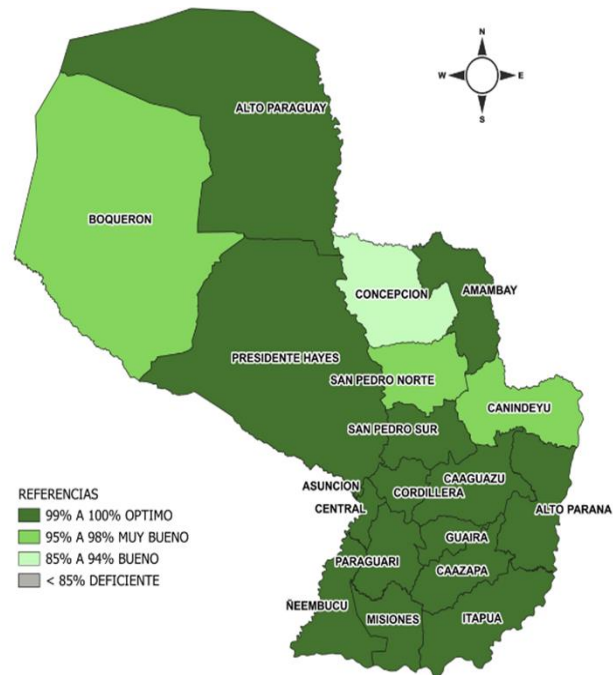 N
W E
S
ALTO PARAGUAY
BOQUERON
CONCEPCION
AMAMBAY
PRESIDENTE HAYES
SAN PEDRO NORTE
CANINDEYU
SAN PEDRO SUR
ASUNCION
CAAGUAZU
CORDILLERA
CENTRAL
ALTO PARANA
GUAIRA
PARAGUARI
CAAZAPA
ÑEEMBUCU
MISIONES
ITAPUA
REFERENCIAS
99% A 100% OPTIMO
95% A 98% MUY BUENO
85% A 94% BUENO
< 85% DEFICIENTE